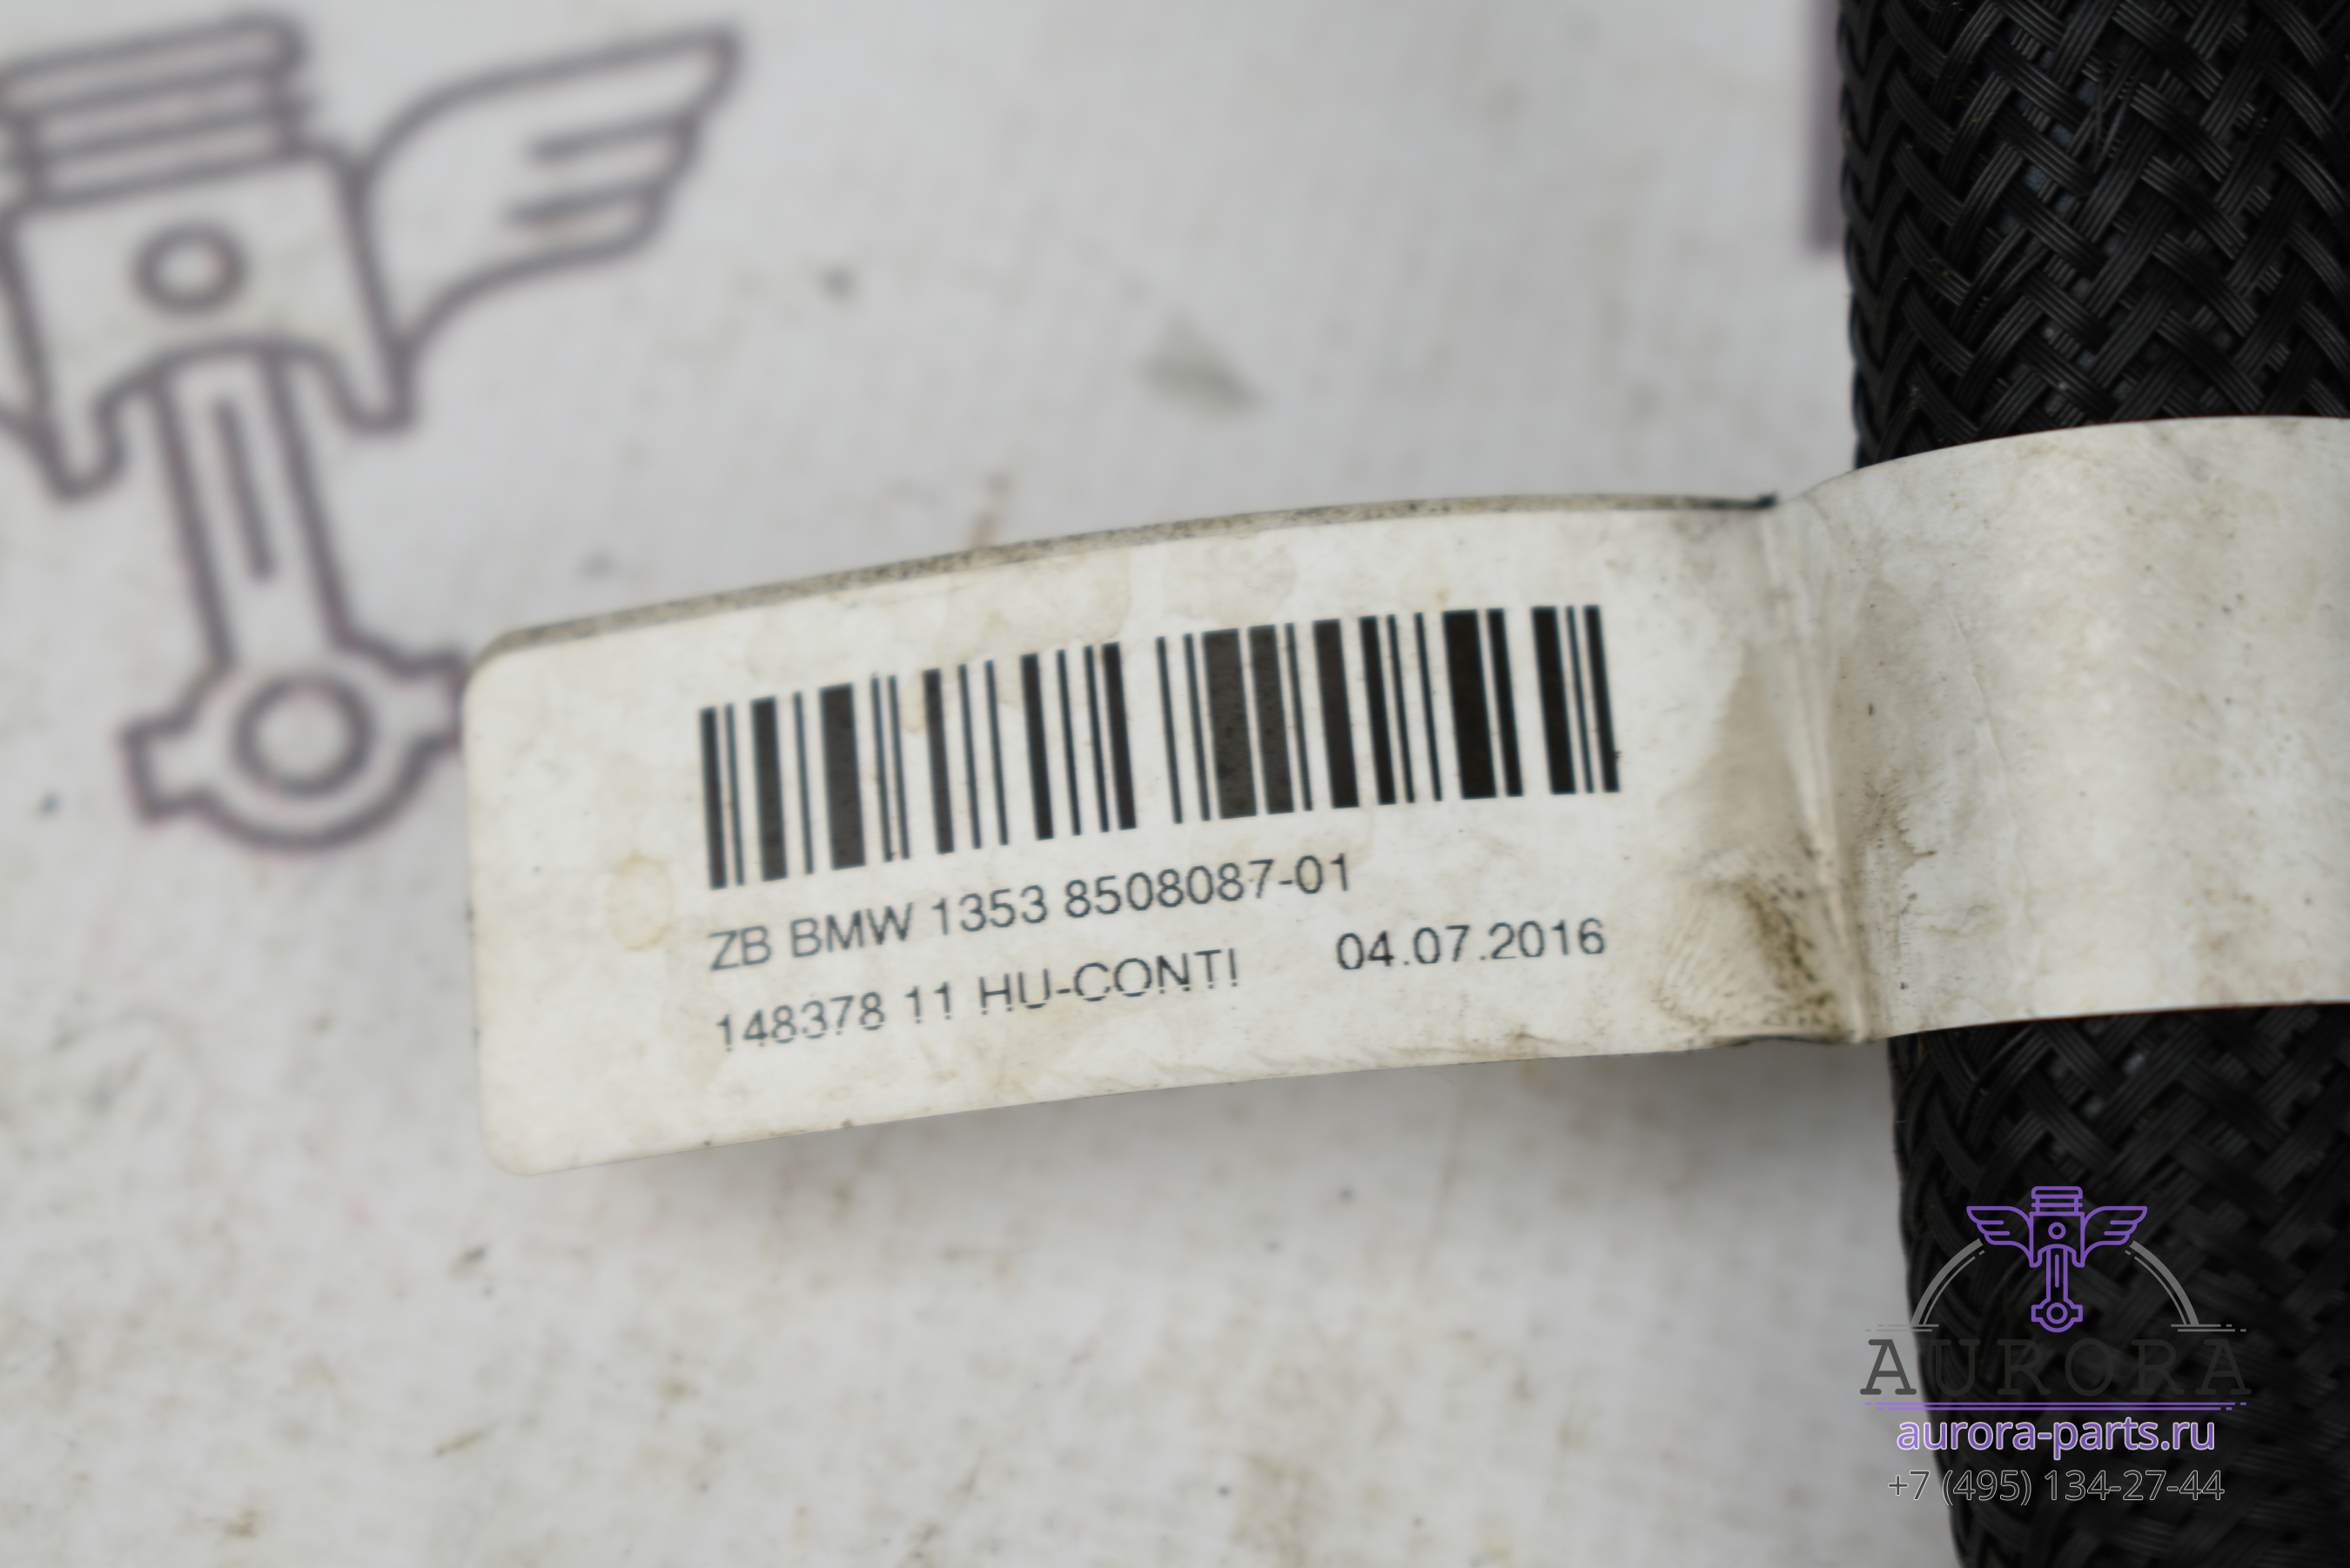 ZB BMW 1353 8508087-01
148378 11 HU-CONTI 04.07.2016
AURORA
aurora-parts.ru
+7 (495) 134-27-44